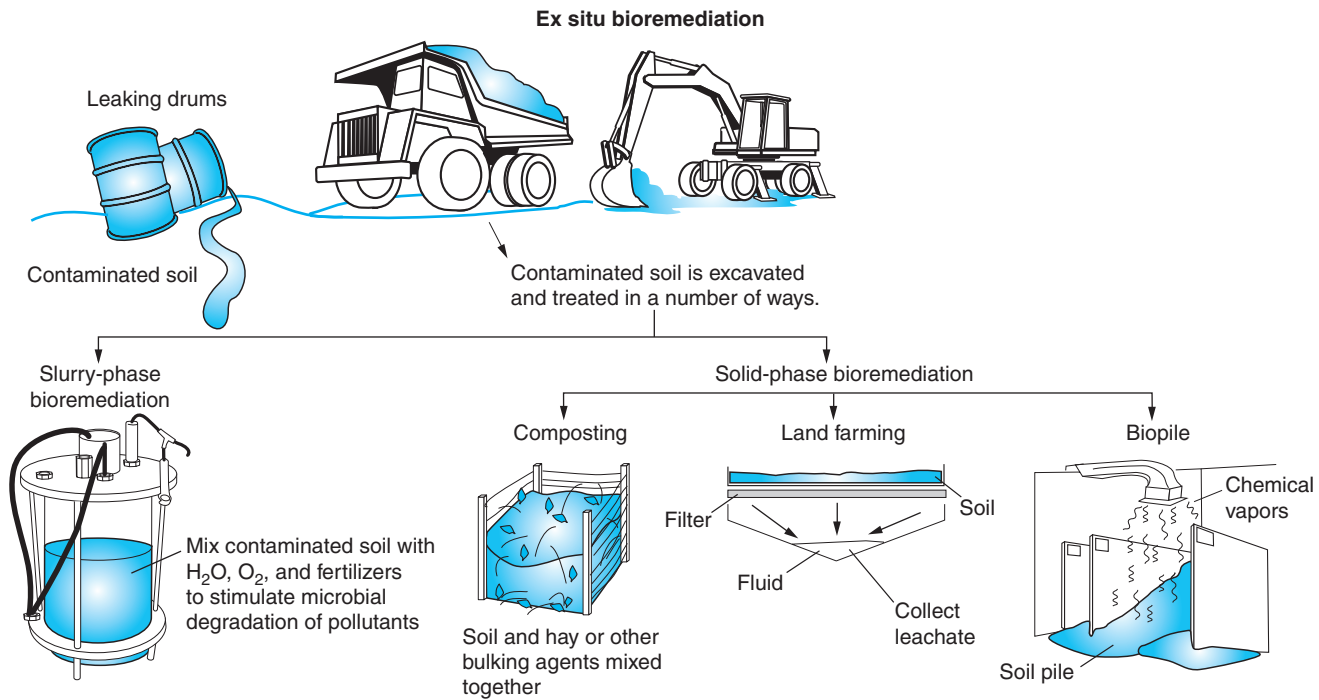 Ex situ bioremediation
Leaking drums
Contaminated soil
Contaminated soil is excavated
and treated in a number of ways.
Slurry-phase
bioremediation
Mix contaminated soil with
H₂O, O₂, and fertilizers
to stimulate microbial
degradation of pollutants
Solid-phase bioremediation
Composting
Soil and hay or other
bulking agents mixed
together
Land farming
Filter
Soil
Fluid
Collect
leachate
Biopile
Chemical
vapors
Soil pile